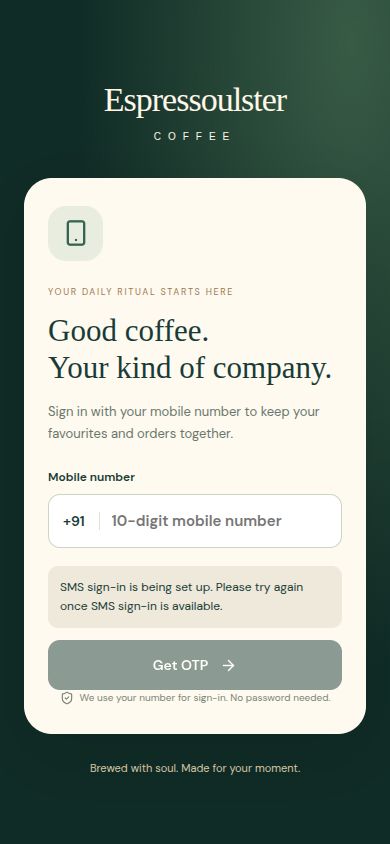 Espressoulster
COFFEE
YOUR DAILY RITUAL STARTS HERE
Good coffee.
Your kind of company.
Sign in with your mobile number to keep your
favourites and orders together.
Mobile number
+91 10-digit mobile number
SMS sign-in is being set up. Please try again
once SMS sign-in is available.
Get OTP →
We use your number for sign-in. No password needed.
Brewed with soul. Made for your moment.